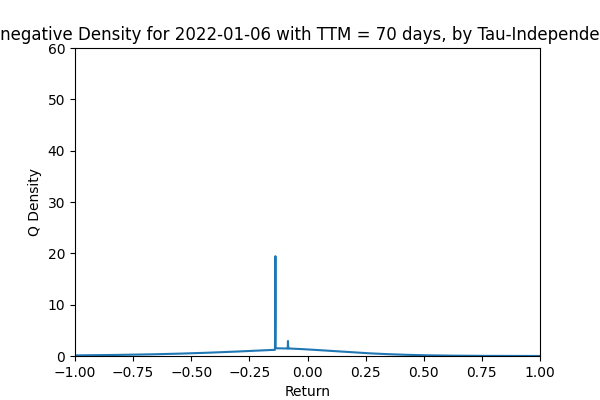 negative Density for 2022-01-06 with TTM = 70 days, by Tau-Independe
60
50
40
30
20
10
0
Q Density
−1.00 −0.75 −0.50 −0.25 0.00 0.25 0.50 0.75 1.00
Return